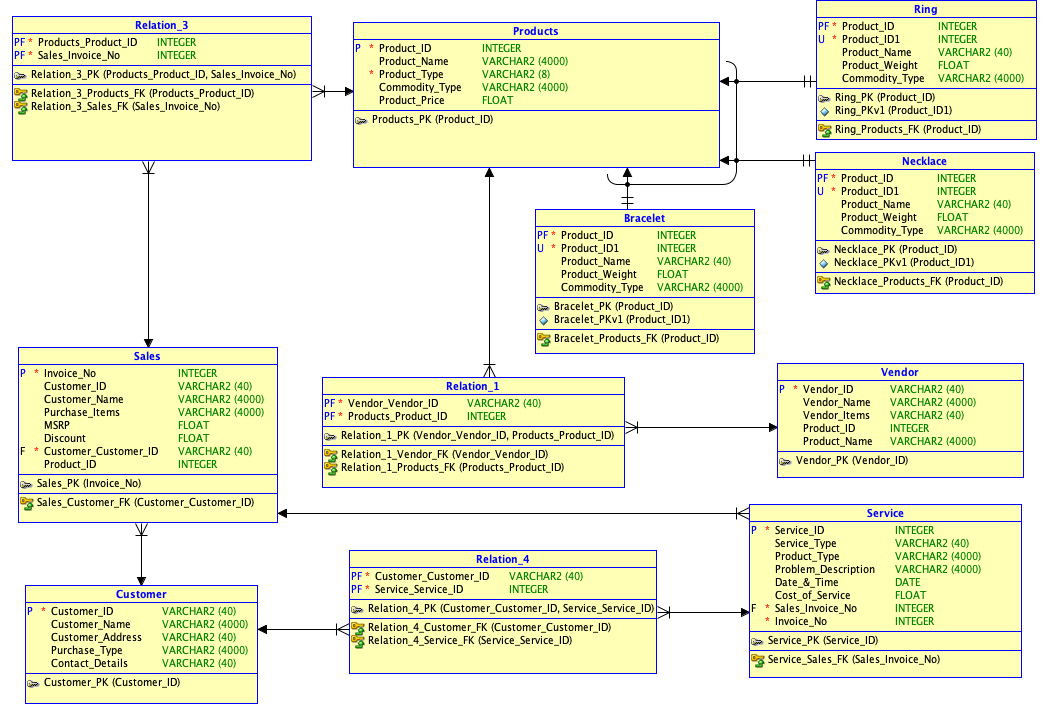 Relation_3
PF * Products_Product_ID INTEGER
PF * Sales_Invoice_No INTEGER
Relation_3_PK (Products_Product_ID, Sales_Invoice_No)
Relation_3_Products_FK (Products_Product_ID)
Relation_3_Sales_FK (Sales_Invoice_No)
Products
P * Product_ID INTEGER
Product_Name VARCHAR2 (4000)
* Product_Type VARCHAR2 (8)
Commodity_Type VARCHAR2 (4000)
Product_Price FLOAT
Products_PK (Product_ID)
Ring
PF * Product_ID INTEGER
U * Product_ID1 INTEGER
Product_Name VARCHAR2 (40)
Product_Weight FLOAT
Commodity_Type VARCHAR2 (4000)
Ring_PK (Product_ID)
Ring_PKv1 (Product_ID1)
Ring_Products_FK (Product_ID)
Necklace
PF * Product_ID INTEGER
U * Product_ID1 INTEGER
Product_Name VARCHAR2 (40)
Product_Weight FLOAT
Commodity_Type VARCHAR2 (4000)
Necklace_PK (Product_ID)
Necklace_PKv1 (Product_ID1)
Necklace_Products_FK (Product_ID)
Bracelet
PF * Product_ID INTEGER
U * Product_ID1 INTEGER
Product_Name VARCHAR2 (40)
Product_Weight FLOAT
Commodity_Type VARCHAR2 (4000)
Bracelet_PK (Product_ID)
Bracelet_PKv1 (Product_ID1)
Bracelet_Products_FK (Product_ID)
Sales
P * Invoice_No INTEGER
Customer_ID VARCHAR2 (40)
Customer_Name VARCHAR2 (4000)
Purchase_Items VARCHAR2 (4000)
MSRP FLOAT
Discount FLOAT
F * Customer_Customer_ID VARCHAR2 (40)
Product_ID INTEGER
Sales_PK (Invoice_No)
Sales_Customer_FK (Customer_Customer_ID)
Relation_1
PF * Vendor_Vendor_ID VARCHAR2 (40)
PF * Products_Product_ID INTEGER
Relation_1_PK (Vendor_Vendor_ID, Products_Product_ID)
Relation_1_Vendor_FK (Vendor_Vendor_ID)
Relation_1_Products_FK (Products_Product_ID)
Vendor
P * Vendor_ID VARCHAR2 (40)
Vendor_Name VARCHAR2 (4000)
Vendor_Items VARCHAR2 (40)
Product_ID INTEGER
Product_Name VARCHAR2 (4000)
Vendor_PK (Vendor_ID)
Customer
P * Customer_ID VARCHAR2 (40)
Customer_Name VARCHAR2 (4000)
Customer_Address VARCHAR2 (40)
Purchase_Type VARCHAR2 (4000)
Contact_Details VARCHAR2 (40)
Customer_PK (Customer_ID)
Relation_4
PF * Customer_Customer_ID VARCHAR2 (40)
PF * Service_Service_ID INTEGER
Relation_4_PK (Customer_Customer_ID, Service_Service_ID)
Relation_4_Customer_FK (Customer_Customer_ID)
Relation_4_Service_FK (Service_Service_ID)
Service
P * Service_ID INTEGER
Service_Type VARCHAR2 (40)
Product_Type VARCHAR2 (4000)
Problem_Description VARCHAR2 (4000)
Date_&_Time DATE
Cost_of_Service FLOAT
F * Sales_Invoice_No INTEGER
* Invoice_No INTEGER
Service_PK (Service_ID)
Service_Sales_FK (Sales_Invoice_No)